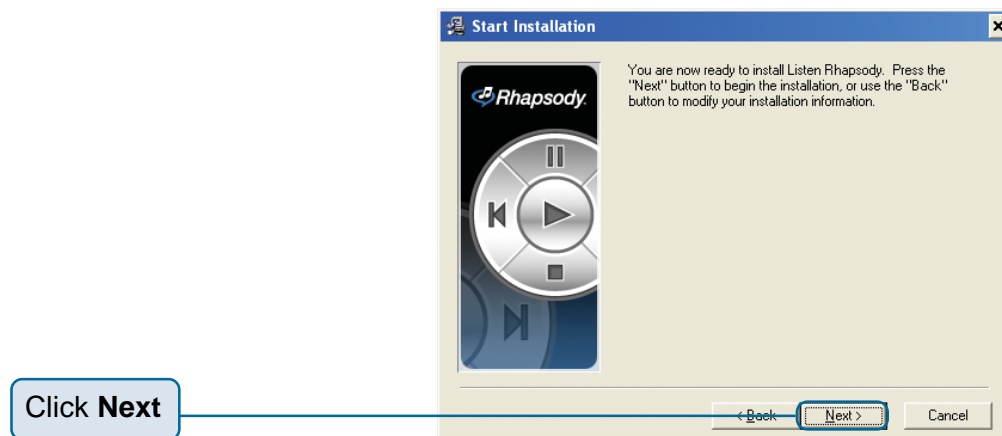 Start Installation
Rhapsody.
You are now ready to install Listen Rhapsody. Press the
"Next" button to begin the installation, or use the "Back"
button to modify your installation information.
Click Next
< Back
Next >
Cancel